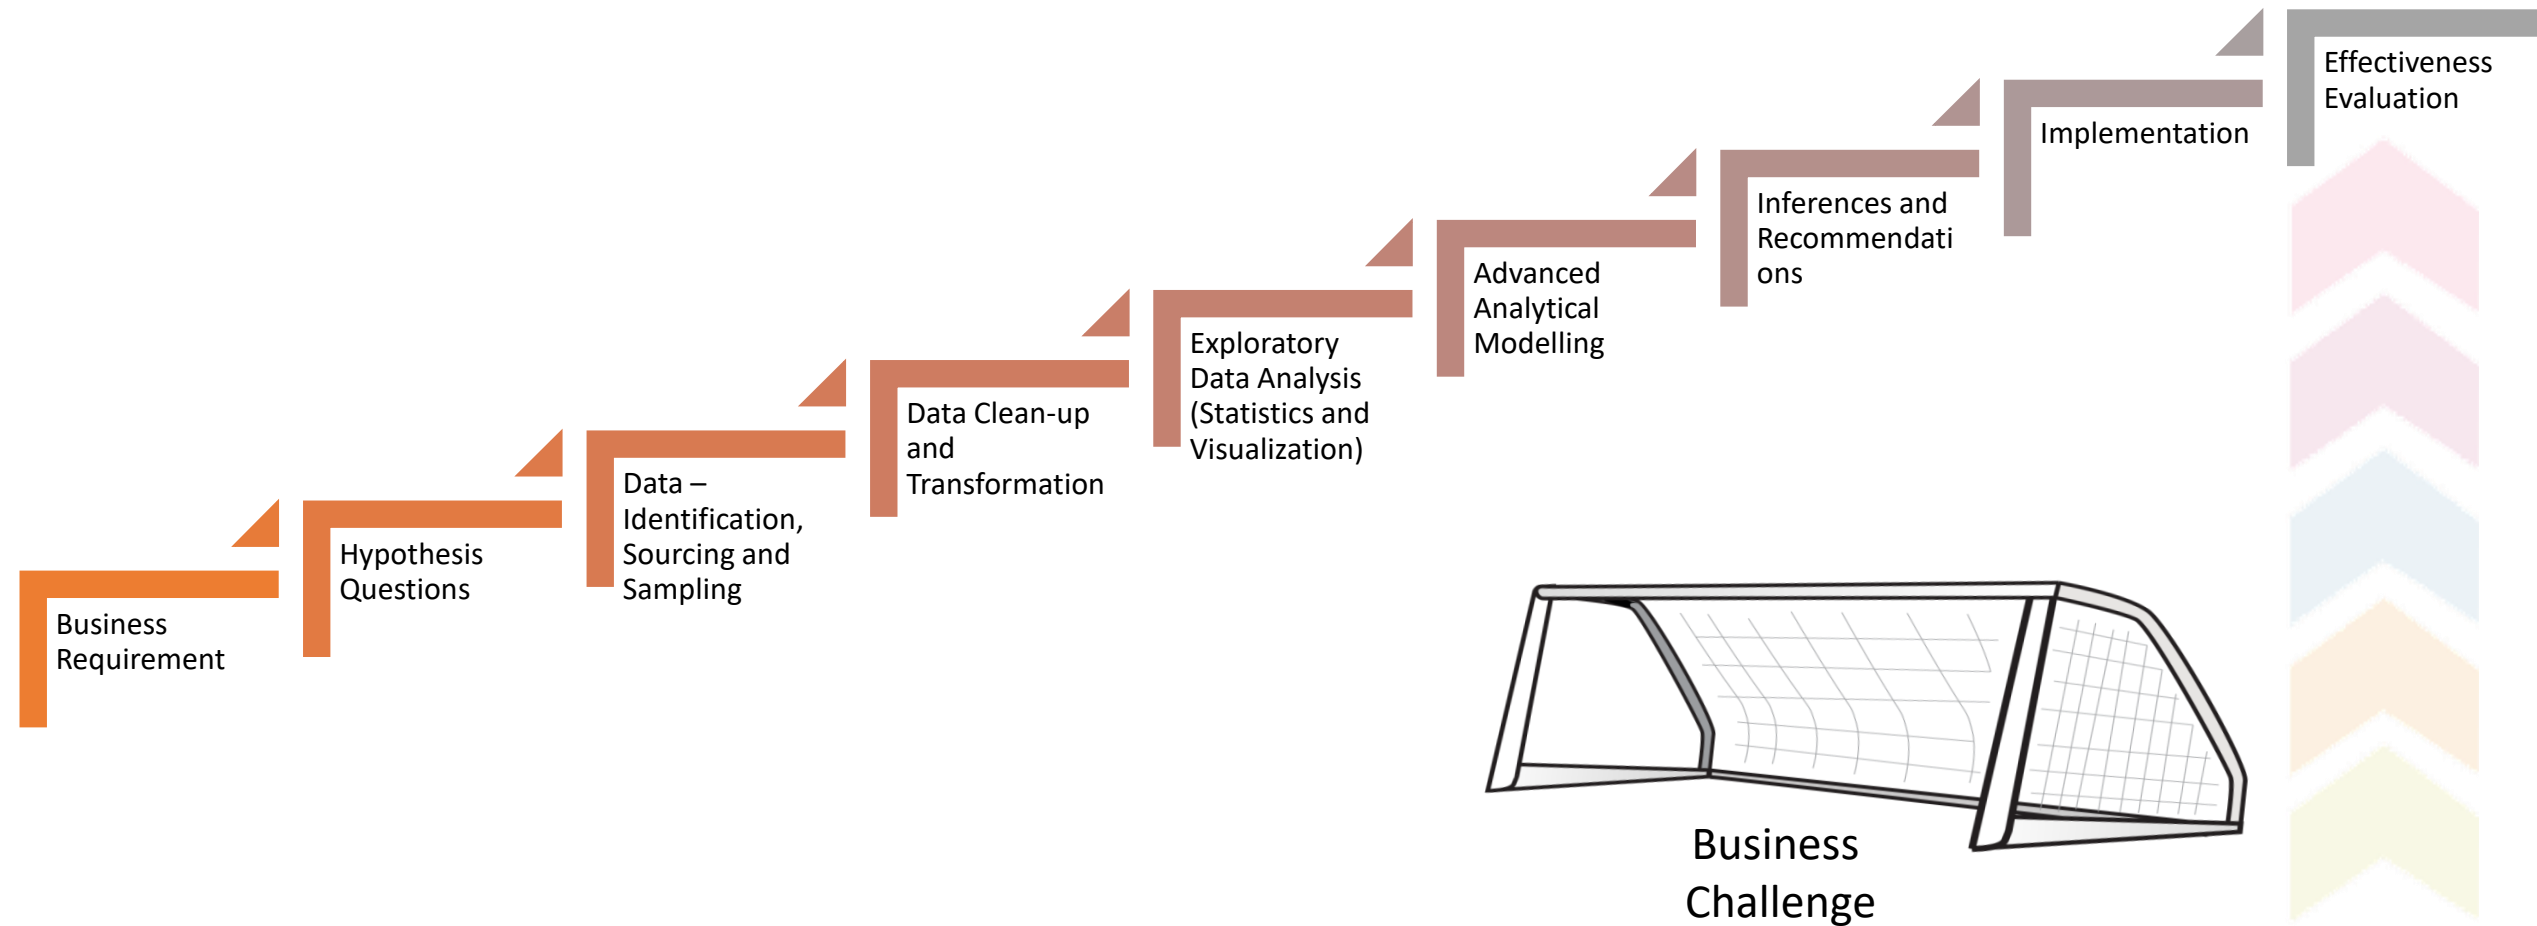 Business
Requirement
Hypothesis
Questions
Data –
Identification,
Sourcing and
Sampling
Data Clean-up
and
Transformation
Exploratory
Data Analysis
(Statistics and
Visualization)
Advanced
Analytical
Modelling
Inferences and
Recommendati
ons
Implementation
Effectiveness
Evaluation
Business
Challenge